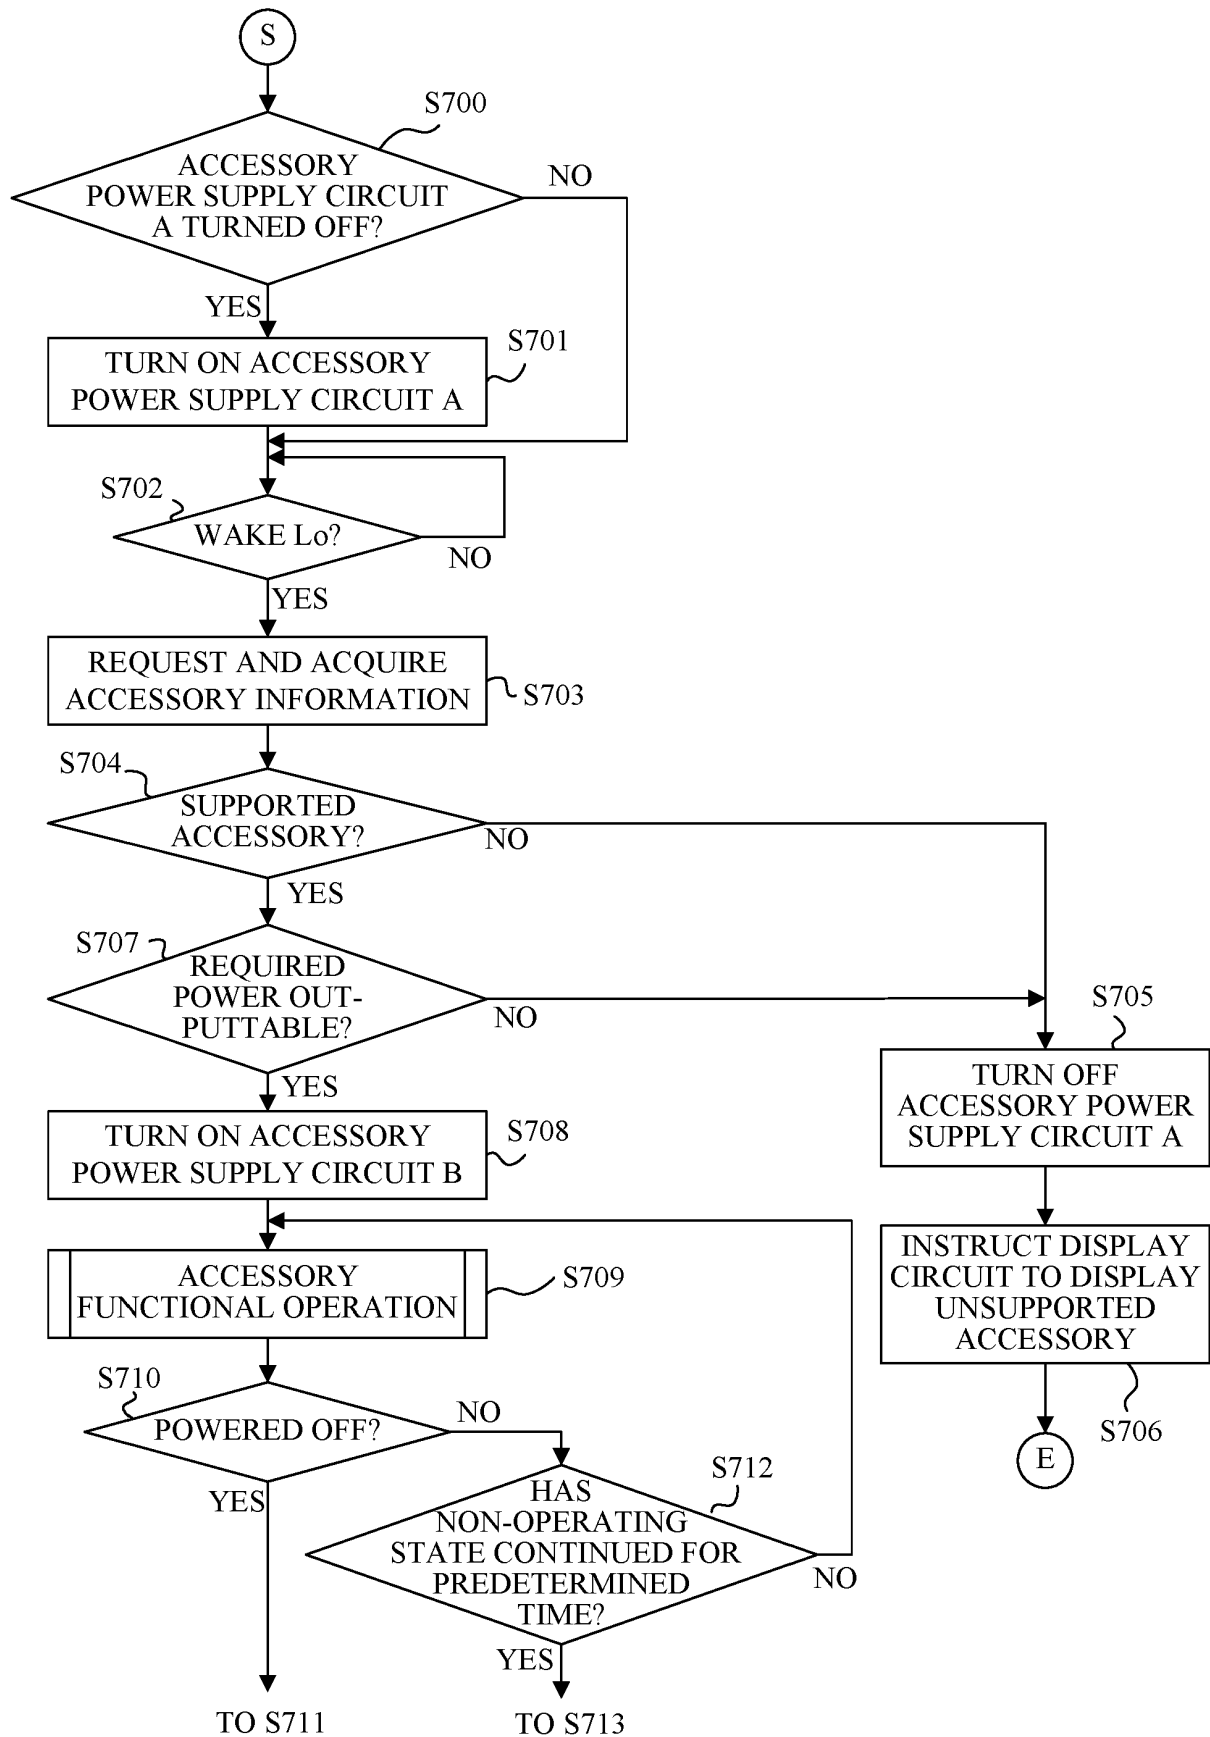 S
S700
ACCESSORY
POWER SUPPLY CIRCUIT
A TURNED OFF?
NO
YES
S701
TURN ON ACCESSORY
POWER SUPPLY CIRCUIT A
S702
WAKE Lo?
NO
YES
REQUEST AND ACQUIRE
ACCESSORY INFORMATION
S703
S704
SUPPORTED
ACCESSORY?
NO
YES
S707
REQUIRED
POWER OUT-
PUTTABLE?
NO
YES
S705
TURN OFF
ACCESSORY POWER
SUPPLY CIRCUIT A
TURN ON ACCESSORY
POWER SUPPLY CIRCUIT B
S708
INSTRUCT DISPLAY
CIRCUIT TO DISPLAY
UNSUPPORTED
ACCESSORY
S706
E
ACCESSORY
FUNCTIONAL OPERATION
S709
S710
POWERED OFF?
NO
YES
S712
HAS
NON-OPERATING
STATE CONTINUED FOR
PREDETERMINED
TIME?
NO
YES
TO S711
TO S713